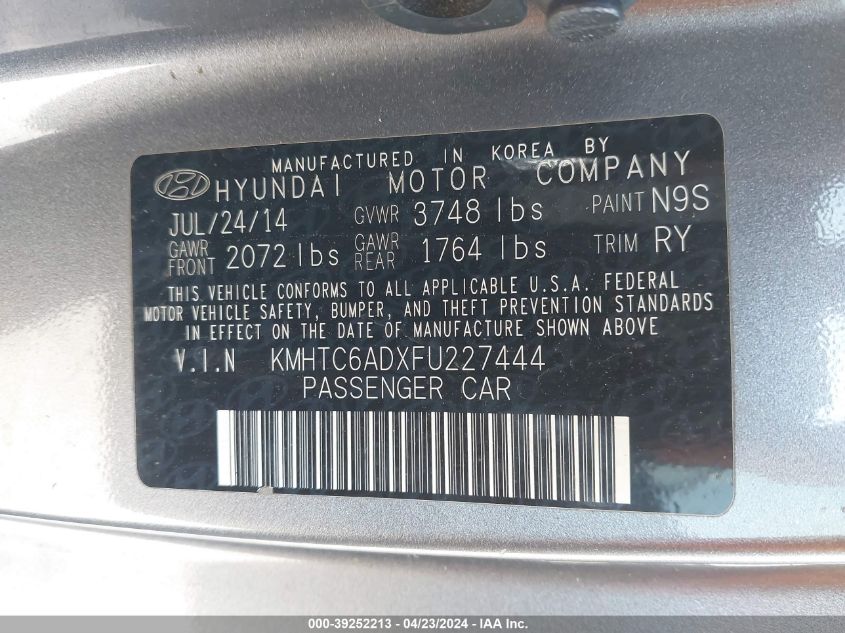 MANUFACTURED IN KOREA BY
HYUNDAI MOTOR COMPANY
JUL/24/14 GVWR 3748 lbs PAINT N9S
GAWR FRONT 2072 lbs GAWR REAR 1764 lbs TRIM RY
THIS VEHICLE CONFORMS TO ALL APPLICABLE U.S.A. FEDERAL
MOTOR VEHICLE SAFETY, BUMPER, AND THEFT PREVENTION STANDARDS
IN EFFECT ON THE DATE OF MANUFACTURE SHOWN ABOVE
V.I.N KMHTC6ADXFU227444
PASSENGER CAR
000-39252213 - 04/23/2024 - IAA Inc.